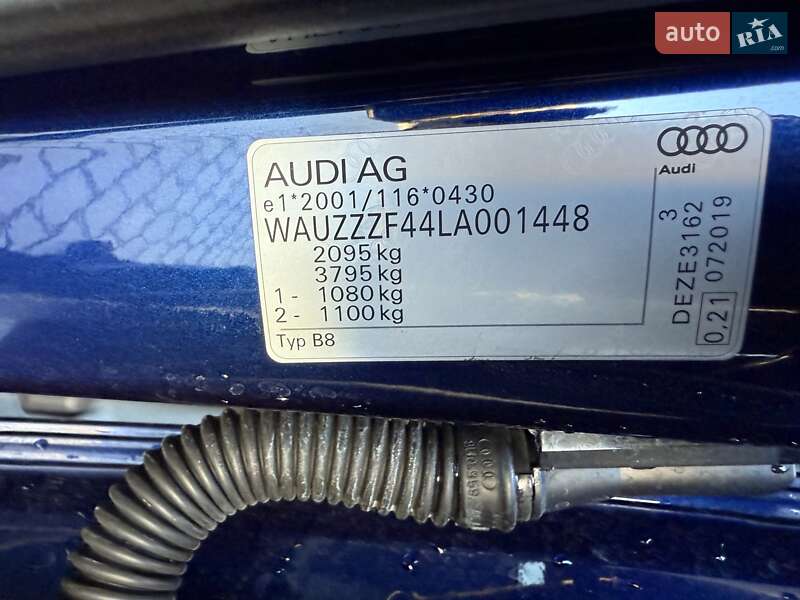 auto RIA
.com
AUDI AG
e1*2001/116*0430
WAUZZZF44LA001448
2095 kg
3795 kg
1 - 1080 kg
2 - 1100 kg
Typ B8
Audi
3
DEZE3162
0,21 072019